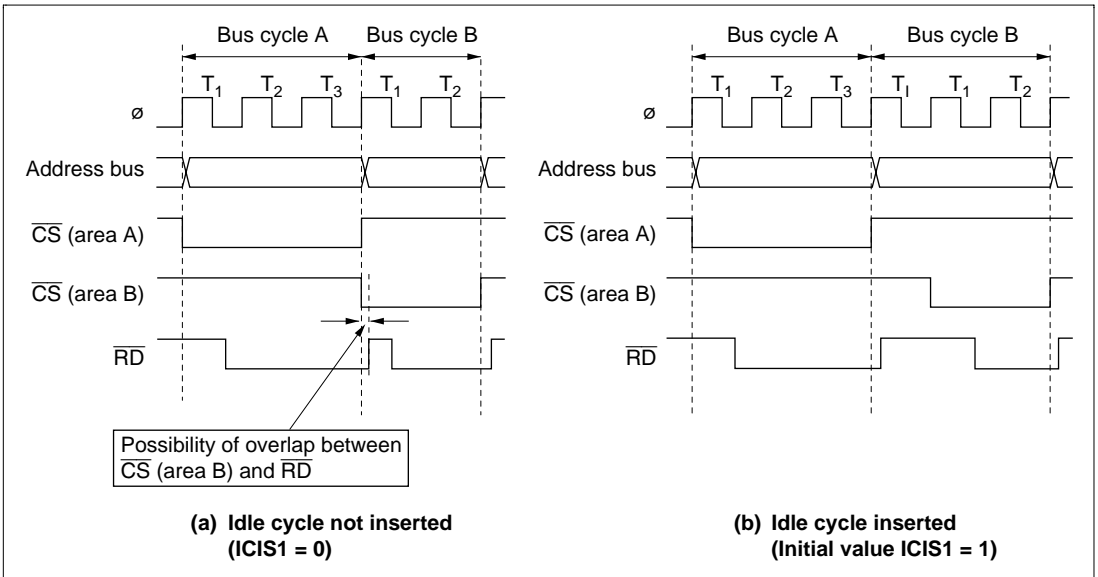 Bus cycle A Bus cycle B
T1 T2 T3 T1 T2
ø
Address bus
CS (area A)
CS (area B)
RD
Possibility of overlap between
CS (area B) and RD
(a) Idle cycle not inserted
(ICIS1 = 0)
Bus cycle A Bus cycle B
T1 T2 T3 TI T1 T2
ø
Address bus
CS (area A)
CS (area B)
RD
(b) Idle cycle inserted
(Initial value ICIS1 = 1)